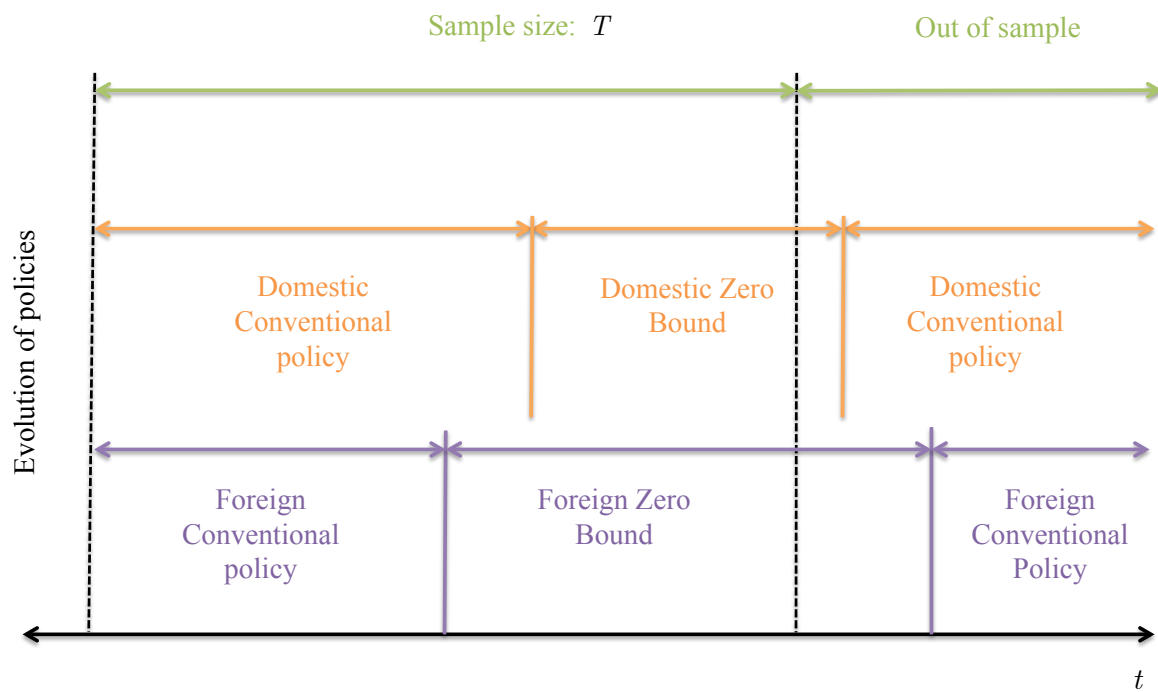 Sample size: T
Out of sample
Evolution of policies
Domestic
Conventional
policy
Domestic Zero
Bound
Domestic
Conventional
policy
Foreign
Conventional
policy
Foreign Zero
Bound
Foreign
Conventional
Policy
t